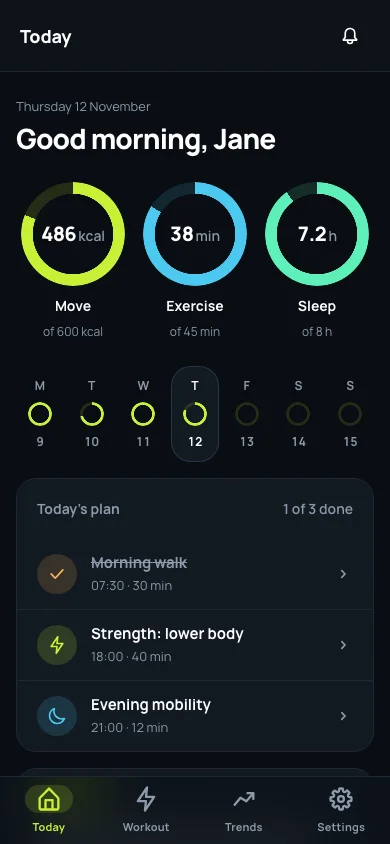 Today
Thursday 12 November
Good morning, Jane
486 kcal
38 min
7.2 h
Move
Exercise
Sleep
of 600 kcal
of 45 min
of 8 h
M T W T F S S
9 10 11 12 13 14 15
Today's plan
1 of 3 done
Morning walk
07:30 · 30 min
Strength: lower body
18:00 · 40 min
Evening mobility
21:00 · 12 min
Today
Workout
Trends
Settings